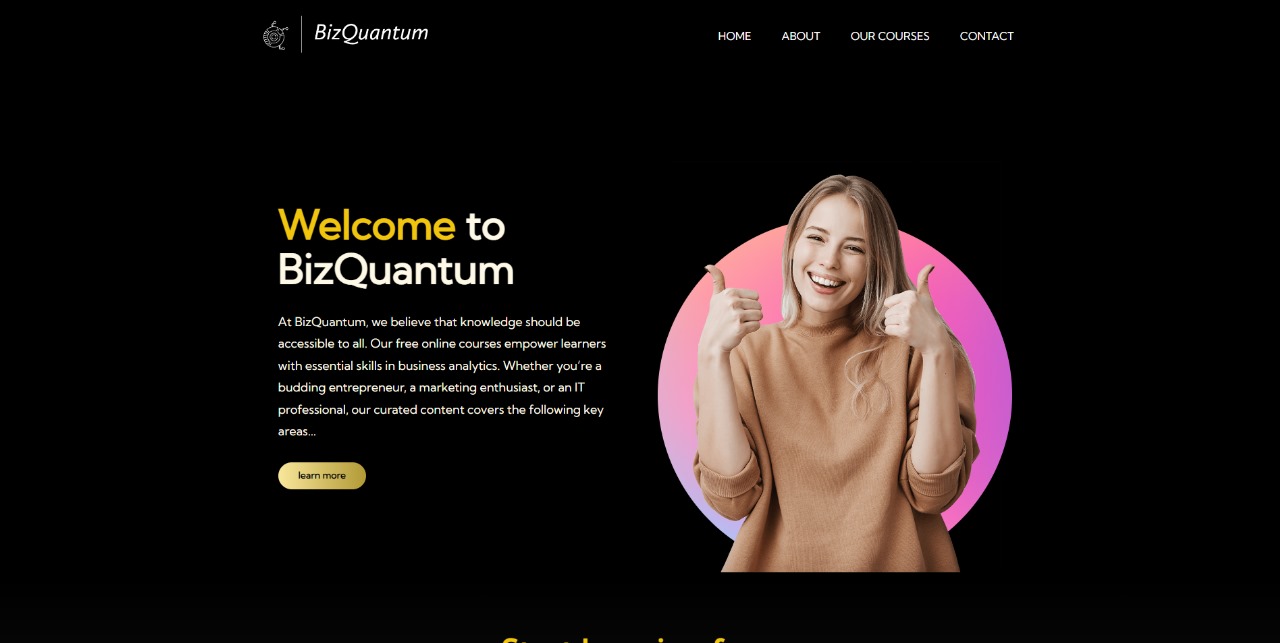 BizQuantum
HOME ABOUT OUR COURSES CONTACT
Welcome to
BizQuantum
At BizQuantum, we believe that knowledge should be
accessible to all. Our free online courses empower learners
with essential skills in business analytics. Whether you're a
budding entrepreneur, a marketing enthusiast, or an IT
professional, our curated content covers the following key
areas...
learn more